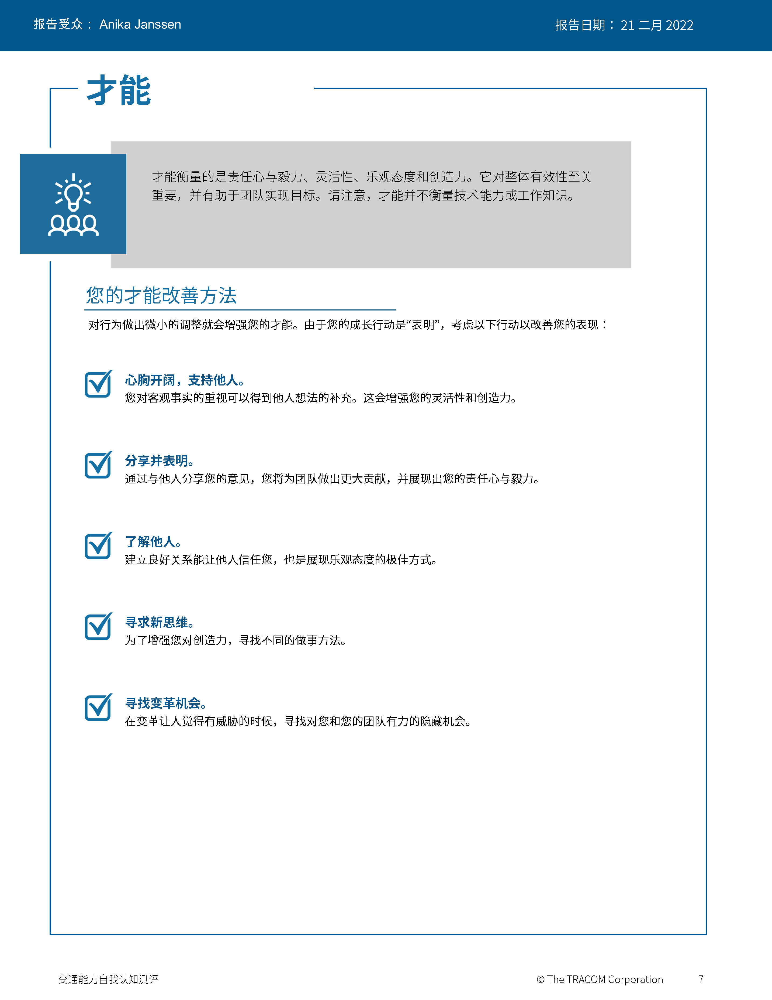 报告受众： Anika Janssen
报告日期： 21 二月 2022
才能
才能衡量的是责任心与毅力、灵活性、乐观态度和创造力。它对整体有效性至关
重要，并有助于团队实现目标。请注意，才能并不衡量技术能力或工作知识。
您的才能改善方法
对行为做出微小的调整就会增强您的才能。由于您的成长行动是“表明”，考虑以下行动以改善您的表现：
心胸开阔，支持他人。
您对客观事实的重视可以得到他人想法的补充。这会增强您的灵活性和创造力。
分享并表明。
通过与他人分享您的意见，您将为团队做出更大贡献，并展现出您的责任心与毅力。
了解他人。
建立良好关系能让他人信任您，也是展现乐观态度的极佳方式。
寻求新思维。
为了增强您对创造力，寻找不同的做事方法。
寻找变革机会。
在变革让人觉得有威胁的时候，寻找对您和您的团队有力的隐藏机会。
变通能力自我认知测评
© The TRACOM Corporation
7